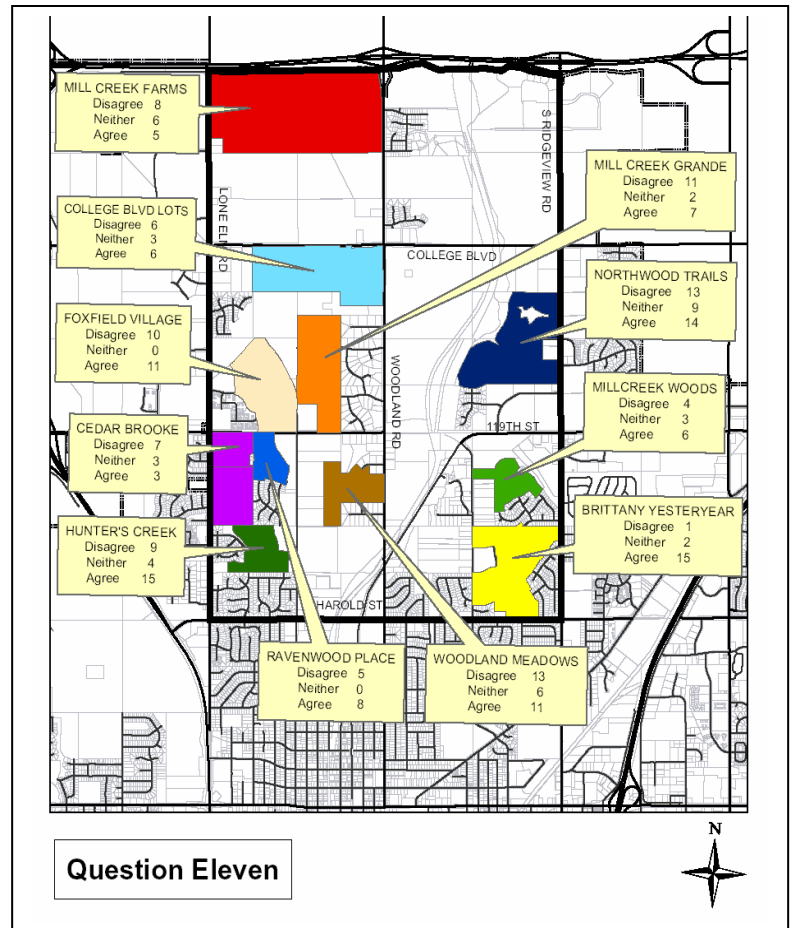 MILL CREEK FARMS
Disagree 8
Neither 6
Agree 5
S RIDGEVIEW RD
MILL CREEK GRANDE
Disagree 11
Neither 2
Agree 7
COLLEGE BLVD LOTS
Disagree 6
Neither 3
Agree 6
LONE ELM RD
COLLEGE BLVD
NORTHWOOD TRAILS
Disagree 13
Neither 9
Agree 14
FOXFIELD VILLAGE
Disagree 10
Neither 0
Agree 11
WOODLAND RD
MILLCREEK WOODS
Disagree 4
Neither 3
Agree 6
CEDAR BROOKE
Disagree 7
Neither 3
Agree 3
119TH ST
BRITTANY YESTERYEAR
Disagree 1
Neither 2
Agree 15
HUNTER'S CREEK
Disagree 9
Neither 4
Agree 15
HAROLD ST
RAVENWOOD PLACE
Disagree 5
Neither 0
Agree 8
WOODLAND MEADOWS
Disagree 13
Neither 6
Agree 11
Question Eleven
N